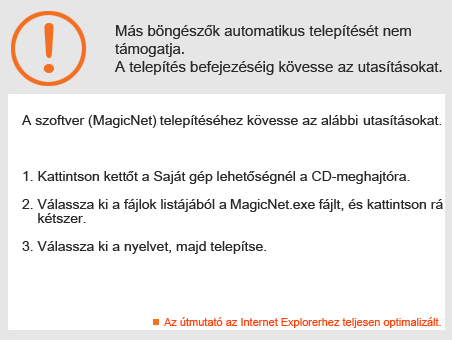 Más böngészők automatikus telepítését nem
támogatja.
A telepítés befejezéséig kövesse az utasításokat.
A szoftver (MagicNet) telepítéséhez kövesse az alábbi utasításokat.
1. Kattintson kettőt a Saját gép lehetőségnél a CD-meghajtóra.
2. Válassza ki a fájlok listájából a MagicNet.exe fájlt, és kattintson rá
kétszer.
3. Válassza ki a nyelvet, majd telepítse.
Az útmutató az Internet Explorerhez teljesen optimalizált.